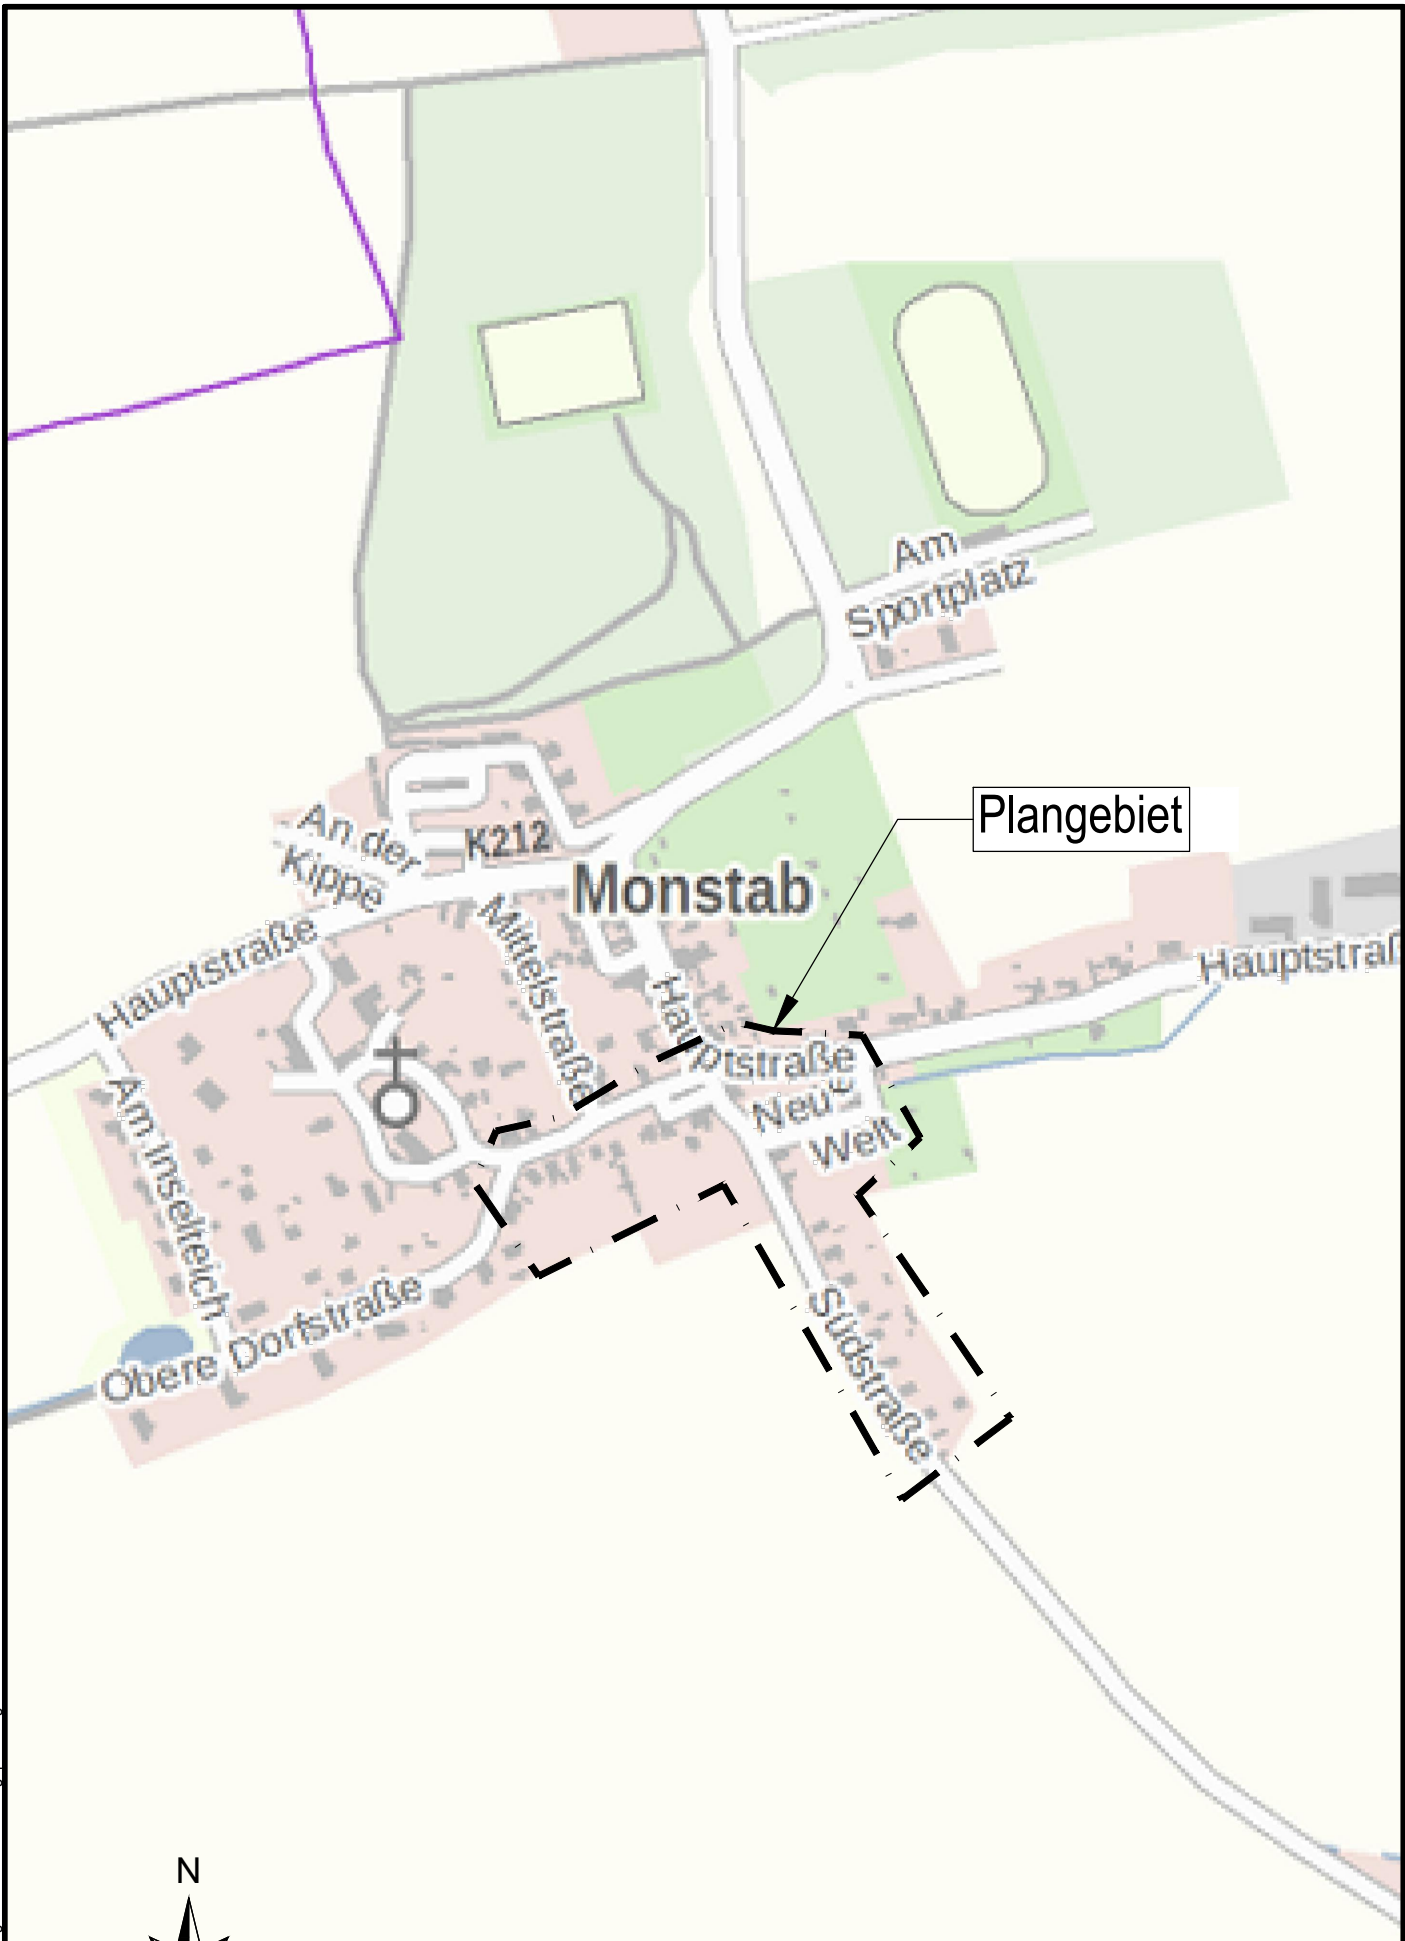 Am
Sportplatz
Plangebiet
An der
Kippe
K212
Monstab
Hauptstraße
Mittelstraße
Hauptstraße
Hauptstraß
Neue
Welt
Am Inselteich
Obere Dorfstraße
Südstraße
N